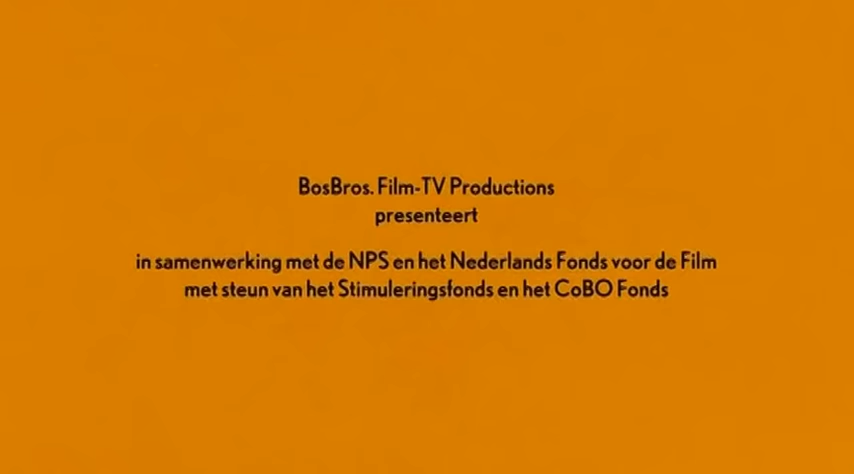 BosBros. Film-TV Productions
presenteert
in samenwerking met de NPS en het Nederlands Fonds voor de Film
met steun van het Stimuleringsfonds en het CoBO Fonds